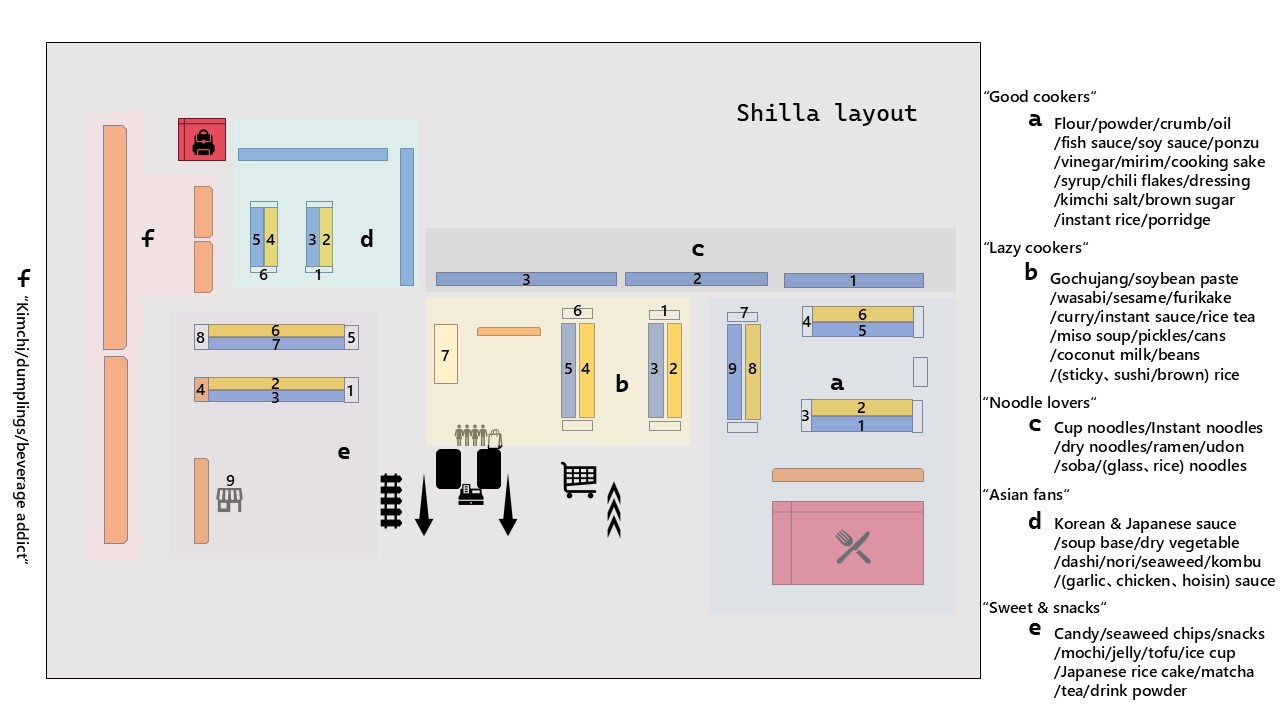 Shilla layout
f
d
5 4
3 2
6
1
c
3
2
1
8
6
7
5
4
2
3
1
e
9
7
6
5 4
b
1
3 2
7
9 8
a
4
6
5
3
2
1
f
"Kimchi/dumplings/beverage addict"
"Good cookers"
a
Flour/powder/crumb/oil
/fish sauce/soy sauce/ponzu
/vinegar/mirim/cooking sake
/syrup/chili flakes/dressing
/kimchi salt/brown sugar
/instant rice/porridge
"Lazy cookers"
b
Gochujang/soybean paste
/wasabi/sesame/furikake
/curry/instant sauce/rice tea
/miso soup/pickles/cans
/coconut milk/beans
/(sticky、sushi/brown) rice
"Noodle lovers"
c
Cup noodles/Instant noodles
/dry noodles/ramen/udon
/soba/(glass、rice) noodles
"Asian fans"
d
Korean & Japanese sauce
/soup base/dry vegetable
/dashi/nori/seaweed/kombu
/(garlic、chicken、hoisin) sauce
"Sweet & snacks"
e
Candy/seaweed chips/snacks
/mochi/jelly/tofu/ice cup
/Japanese rice cake/matcha
/tea/drink powder